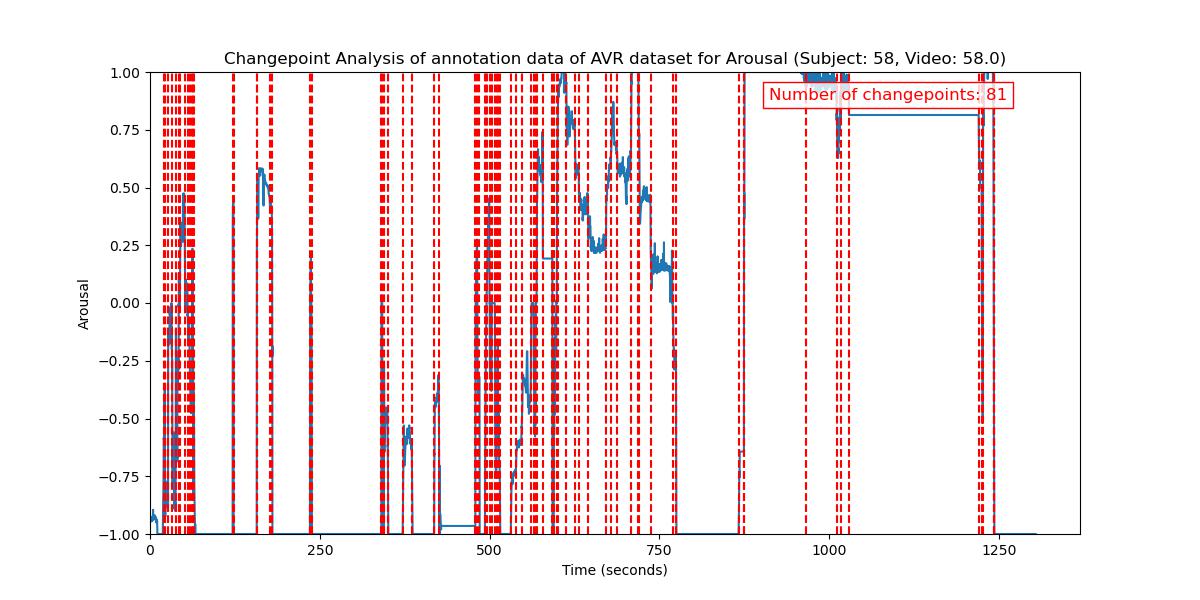 Changepoint Analysis of annotation data of AVR dataset for Arousal (Subject: 58, Video: 58.0)
Number of changepoints: 81
Arousal
1.00
0.75
0.50
0.25
0.00
−0.25
−0.50
−0.75
−1.00
0 250 500 750 1000 1250
Time (seconds)